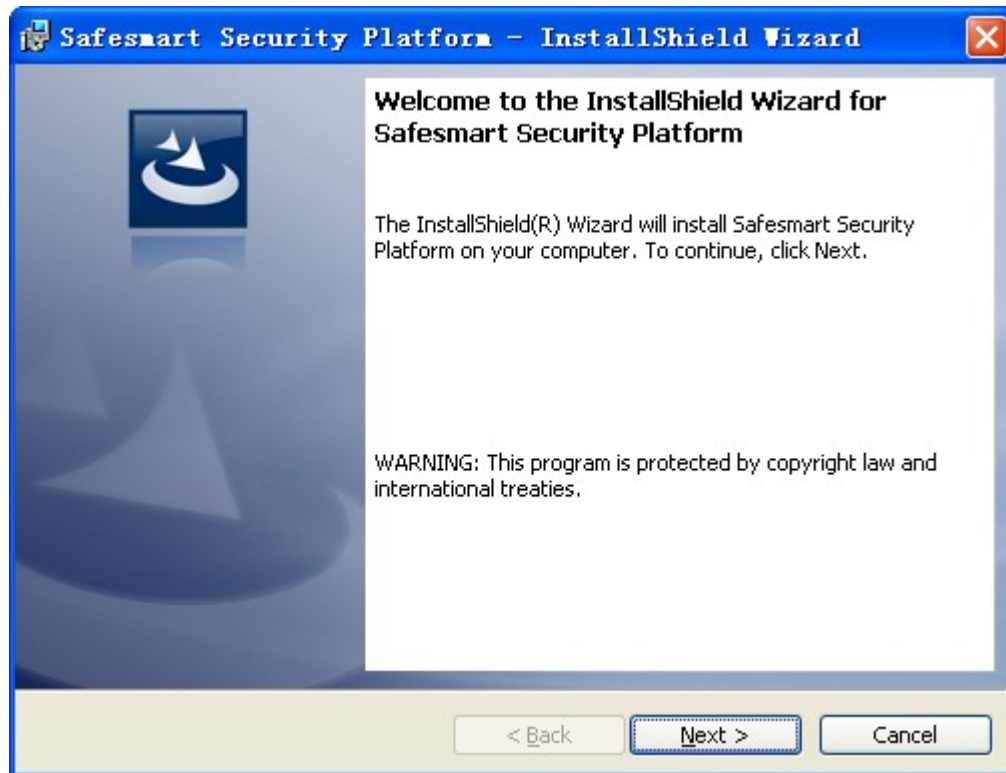 Safesmart Security Platform - InstallShield Wizard
Welcome to the InstallShield Wizard for
Safesmart Security Platform
The InstallShield(R) Wizard will install Safesmart Security
Platform on your computer. To continue, click Next.
WARNING: This program is protected by copyright law and
international treaties.
< Back
Next >
Cancel